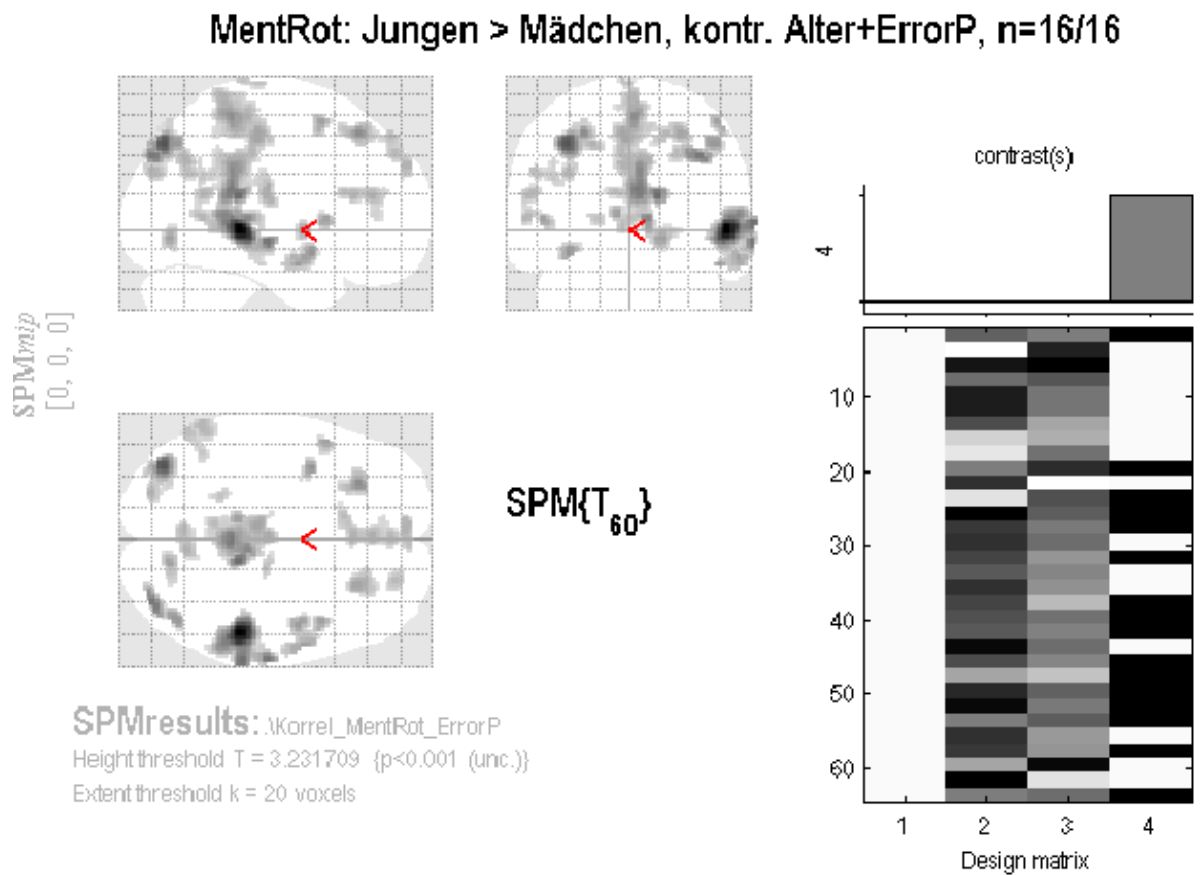 MentRot: Jungen > Mädchen, kontr. Alter+ErrorP, n=16/16
SPMmip
[0, 0, 0]
<
<
<
SPM{T60}
contrast(s)
4
10
20
30
40
50
60
1 2 3 4
Design matrix
SPMresults: .\Korrel_MentRot_ErrorP
Height threshold T = 3.231709 {p<0.001 (unc.)}
Extent threshold k = 20 voxels